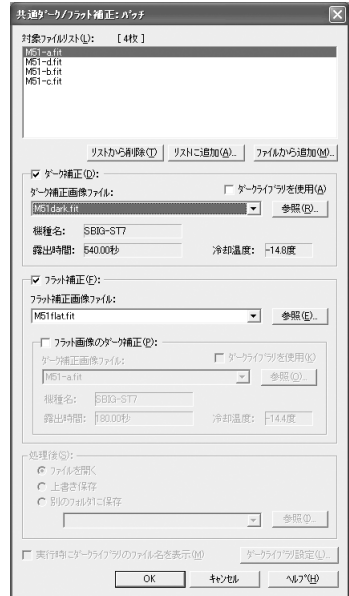 共通ダーク/フラット補正:バッチ
対象ファイルリスト(L): [4枚]
M51-a.fit
M51-d.fit
M51-b.fit
M51-c.fit
リストから削除(T) リストに追加(A)... ファイルから追加(M)...
ダーク補正(D):
ダーク補正画像ファイル: ダークライブラリを使用(A)
M51dark.fit 参照(R)...
機種名: SBIG-ST7
露出時間: 540.00秒 冷却温度: -14.8度
フラット補正(F):
フラット補正画像ファイル:
M51flat.fit 参照(E)...
フラット画像のダーク補正(P):
ダーク補正画像ファイル: ダークライブラリを使用(K)
M51-a.fit 参照(O)...
機種名: SBIG-ST7
露出時間: 180.00秒 冷却温度: -14.4度
処理後(S):
ファイルを開く
上書き保存
別のフォルダに保存
参照(I)...
実行時にダークライブラリのファイル名を表示(M) ダークライブラリ設定(L)...
OK キャンセル ヘルプ(H)